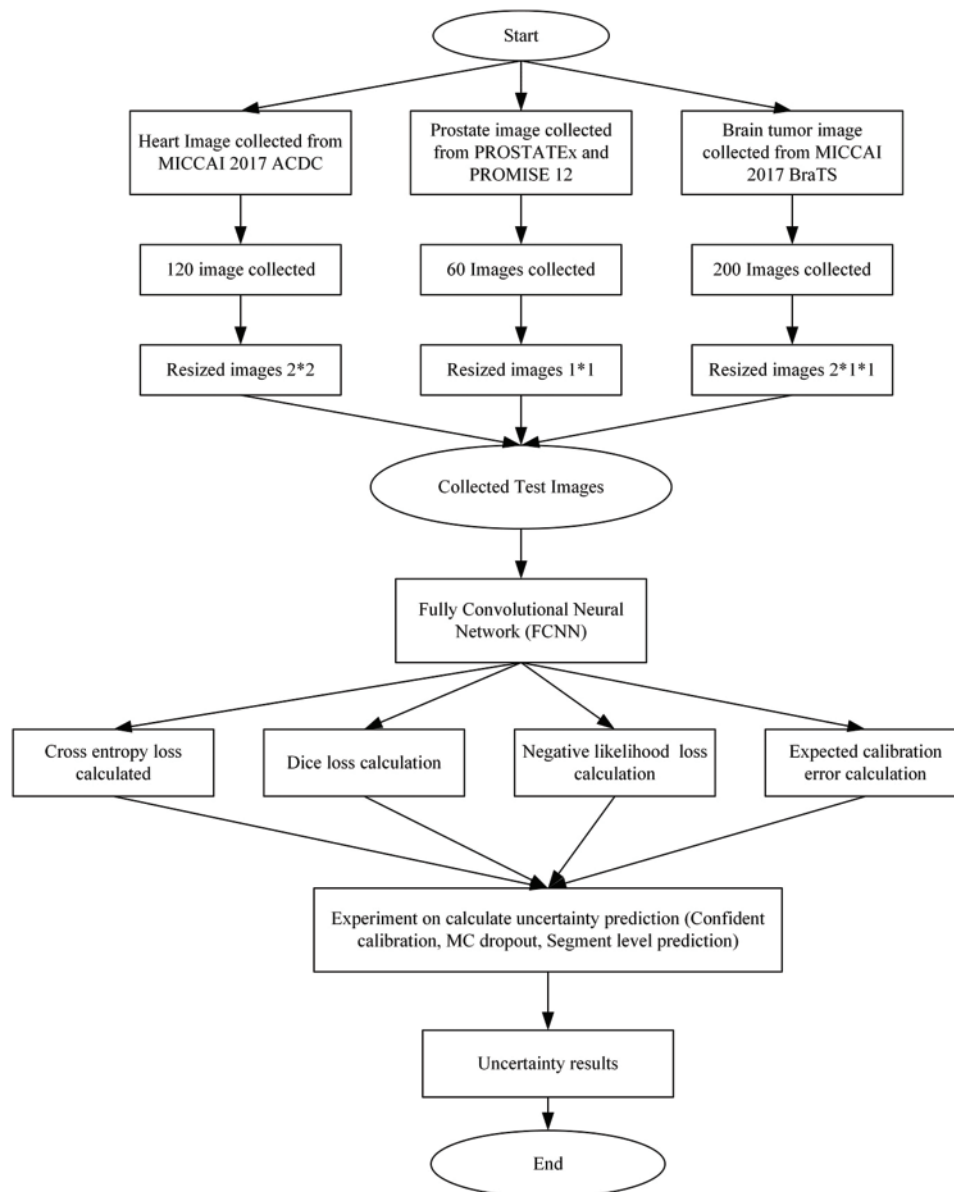 Start
Heart Image collected from
MICCAI 2017 ACDC
Prostate image collected
from PROSTATEx and
PROMISE 12
Brain tumor image
collected from MICCAI
2017 BraTS
120 image collected
60 Images collected
200 Images collected
Resized images 2*2
Resized images 1*1
Resized images 2*1*1
Collected Test Images
Fully Convolutional Neural
Network (FCNN)
Cross entropy loss
calculated
Dice loss calculation
Negative likelihood loss
calculation
Expected calibration
error calculation
Experiment on calculate uncertainty prediction (Confident
calibration, MC dropout, Segment level prediction)
Uncertainty results
End